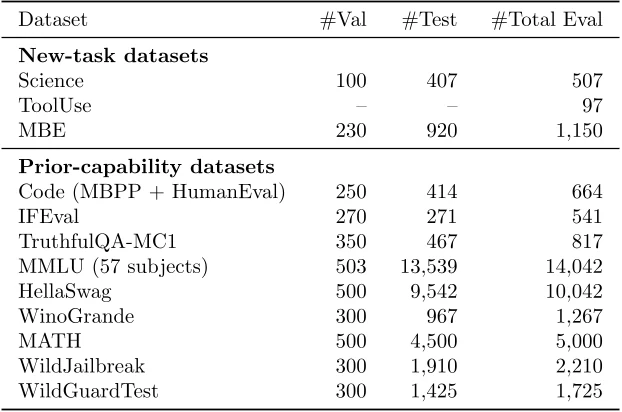 Dataset #Val #Test #Total Eval
New-task datasets
Science 100 407 507
ToolUse – – 97
MBE 230 920 1,150
Prior-capability datasets
Code (MBPP + HumanEval) 250 414 664
IFEval 270 271 541
TruthfulQA-MC1 350 467 817
MMLU (57 subjects) 503 13,539 14,042
HellaSwag 500 9,542 10,042
WinoGrande 300 967 1,267
MATH 500 4,500 5,000
WildJailbreak 300 1,910 2,210
WildGuardTest 300 1,425 1,725